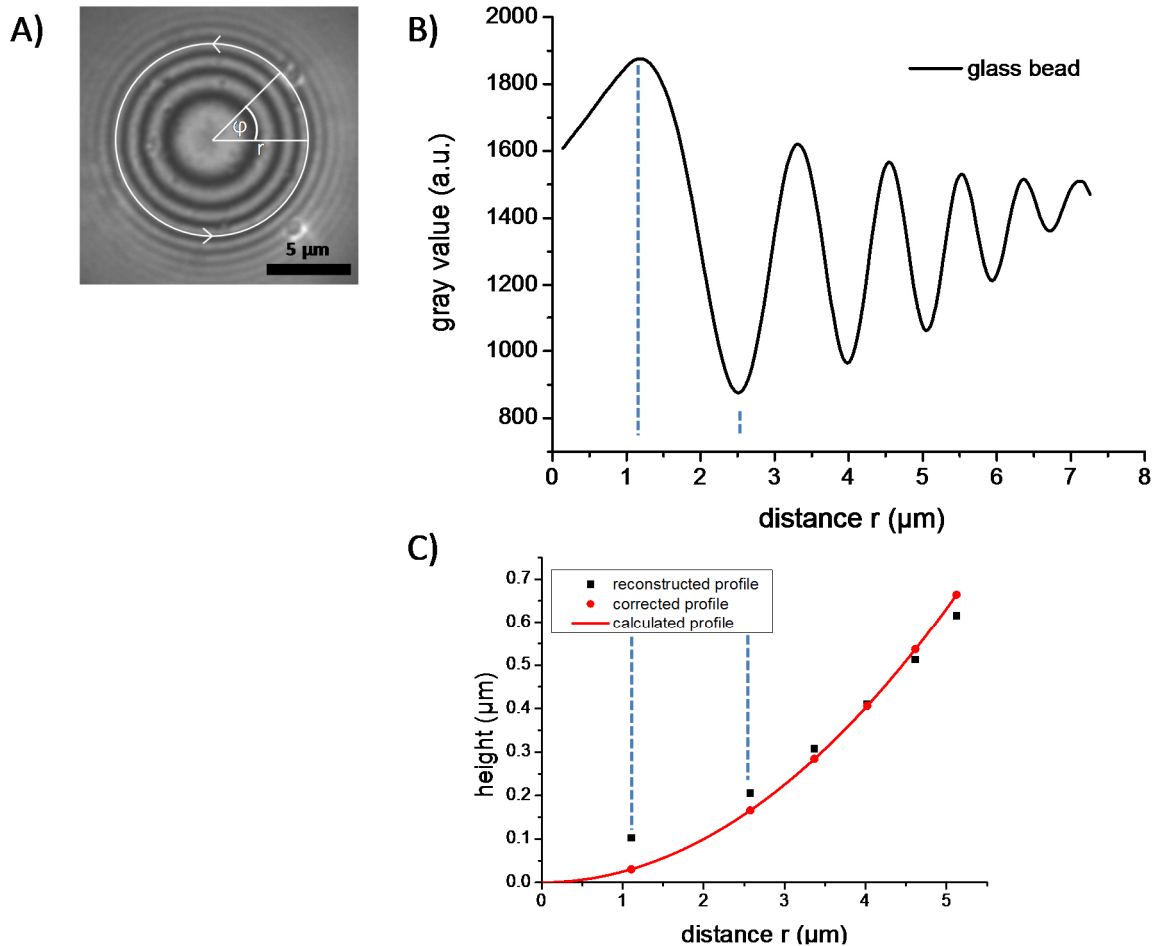 A)
φ
r
5 µm
B)
2000
1800
1600
1400
1200
1000
800
gray value (a.u.)
glass bead
0 1 2 3 4 5 6 7 8
distance r (µm)
C)
0.7
0.6
0.5
0.4
0.3
0.2
0.1
0.0
height (µm)
reconstructed profile
corrected profile
calculated profile
0 1 2 3 4 5
distance r (µm)